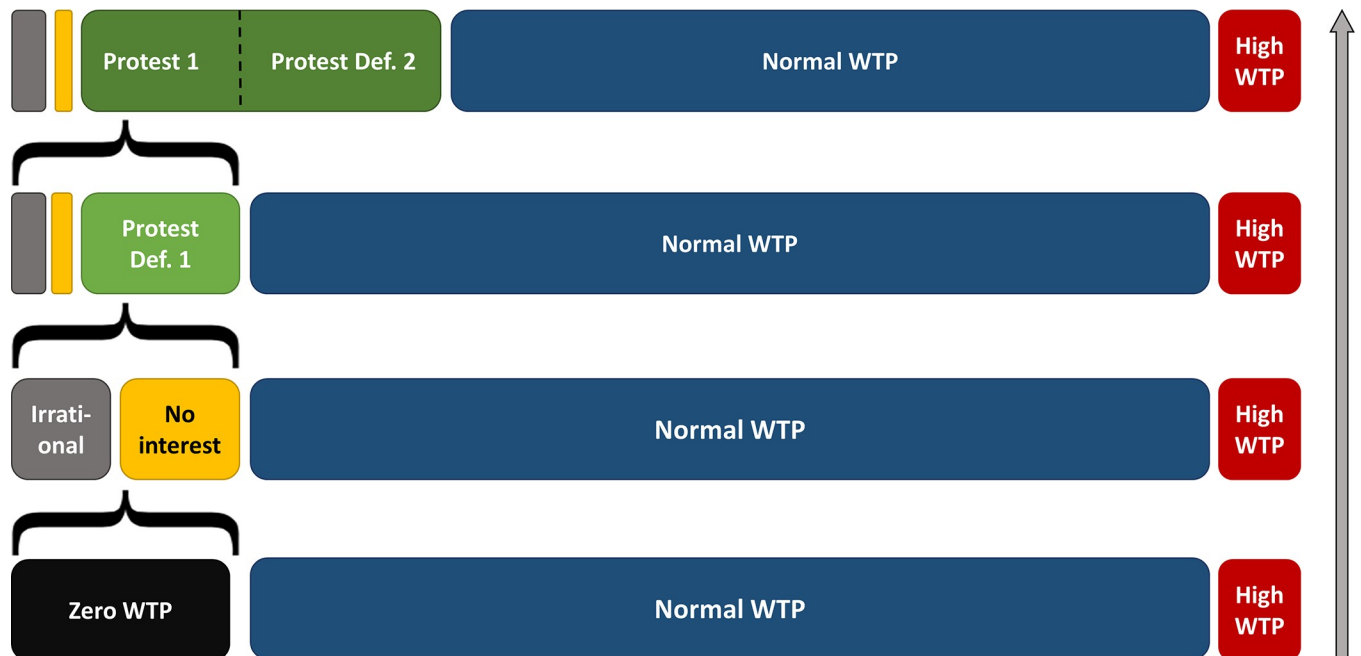 Protest 1
Protest Def. 2
Normal WTP
High
WTP
Protest
Def. 1
Normal WTP
High
WTP
Irrati-
onal
No
interest
Normal WTP
High
WTP
Zero WTP
Normal WTP
High
WTP